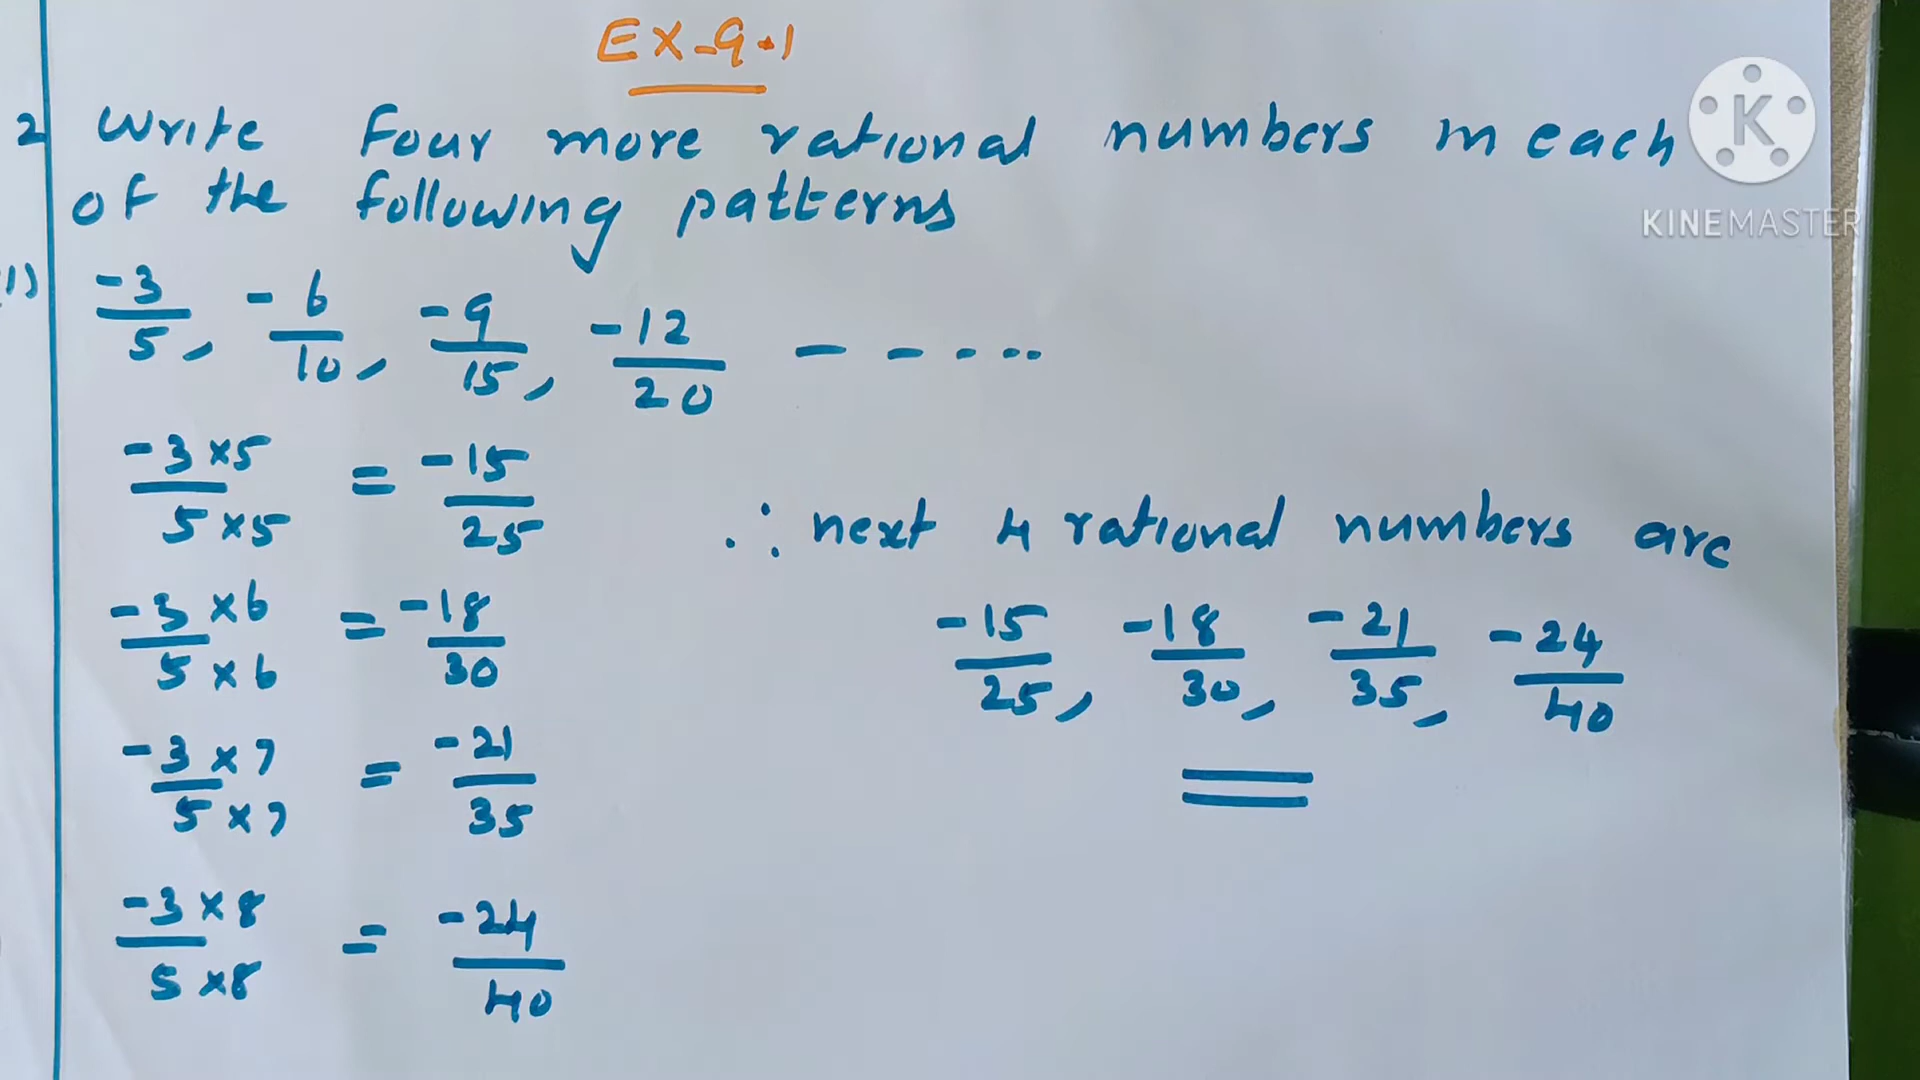 Ex-9.1
2 Write four more rational numbers in each
of the following patterns
1) -3/5, -6/10, -9/15, -12/20 - - - ....
-3×5/5×5 = -15/25
∴ next 4 rational numbers are
-3×6/5×6 = -18/30
-15/25, -18/30, -21/35, -24/40
-3×7/5×7 = -21/35
-3×8/5×8 = -24/40
K
KINEMASTER